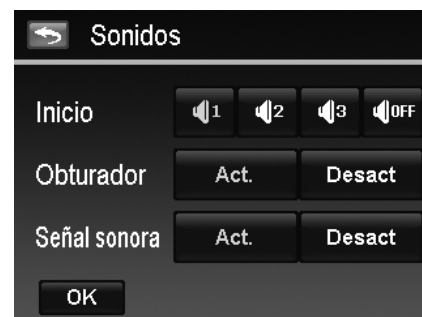 Sonidos
Inicio 1 2 3 OFF
Obturador Act. Desact
Señal sonora Act. Desact
OK